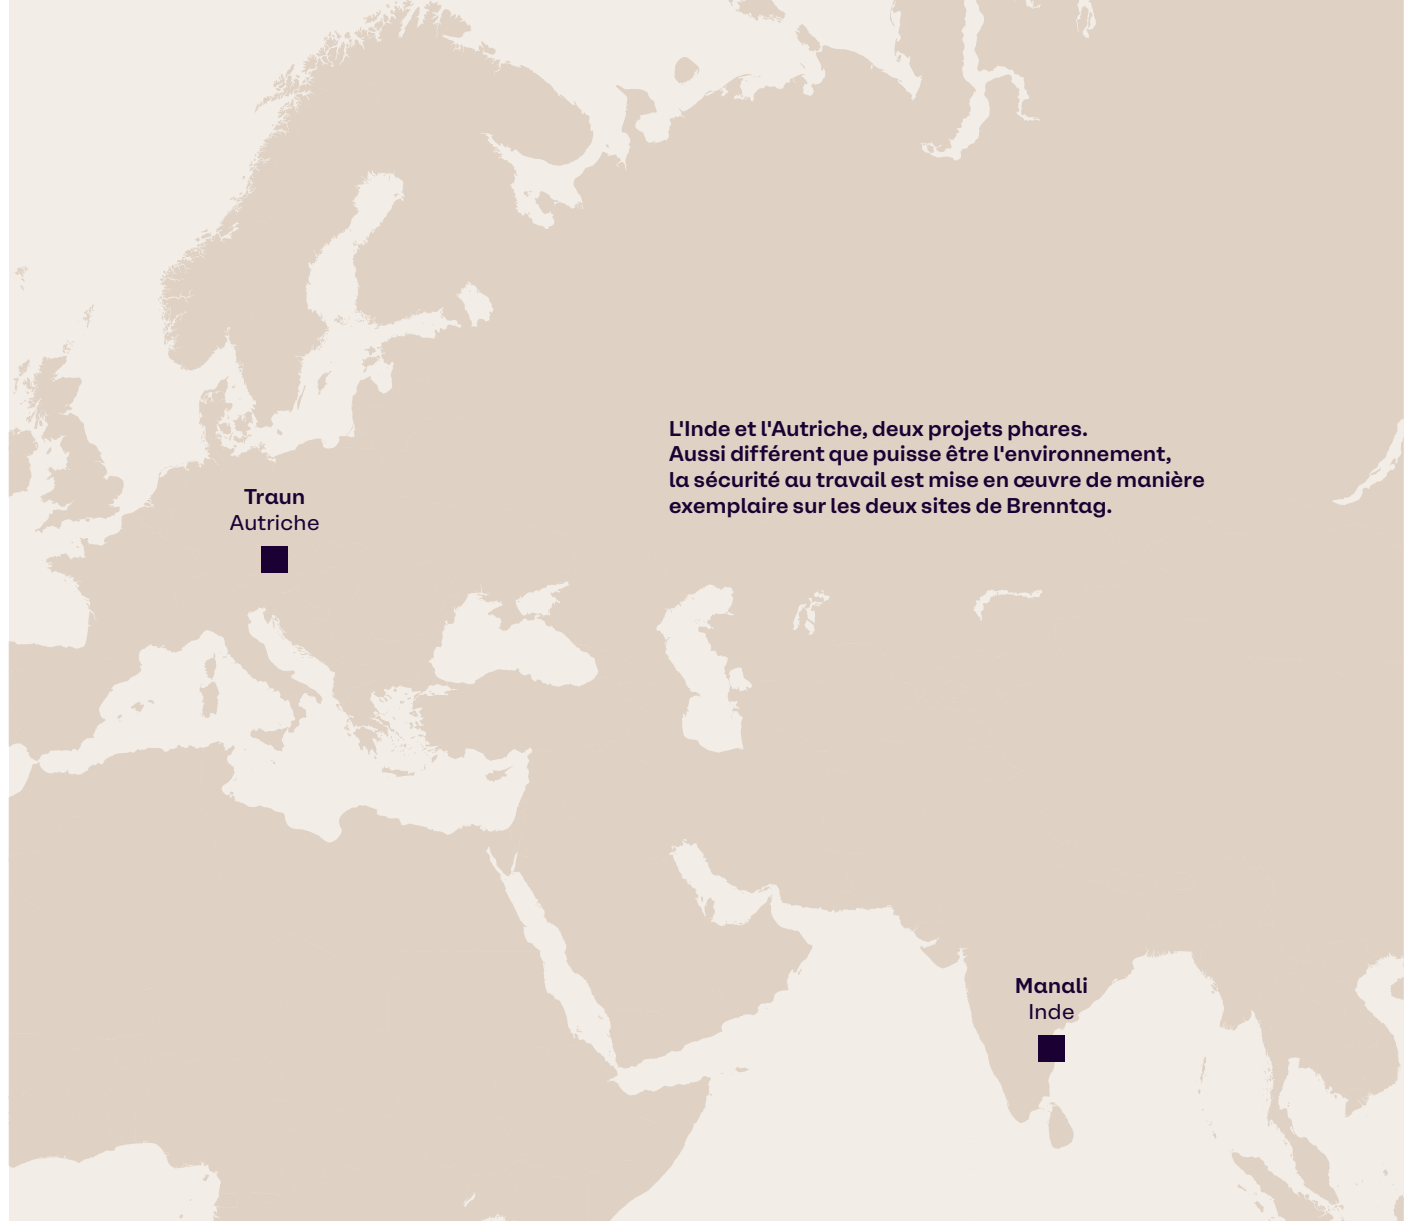 L'Inde et l'Autriche, deux projets phares.
Aussi différent que puisse être l'environnement,
la sécurité au travail est mise en œuvre de manière
exemplaire sur les deux sites de Brenntag.
Traun
Autriche
Manali
Inde